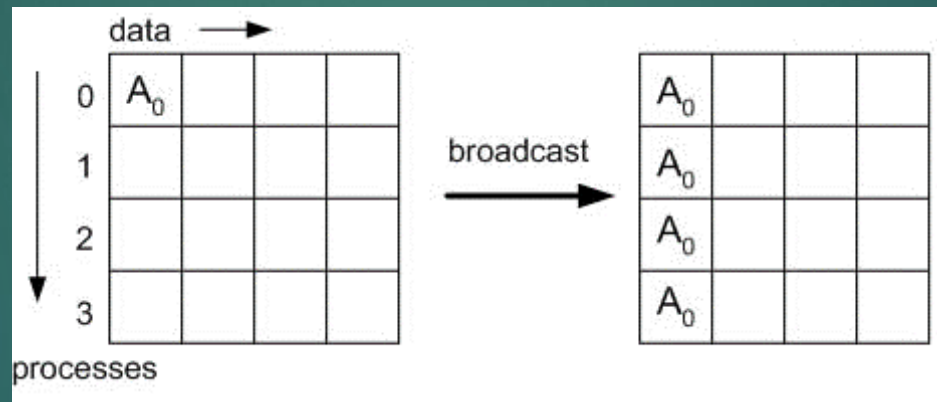 data
0 A₀ A₀
1 A₀
broadcast
2 A₀
3 A₀
processes